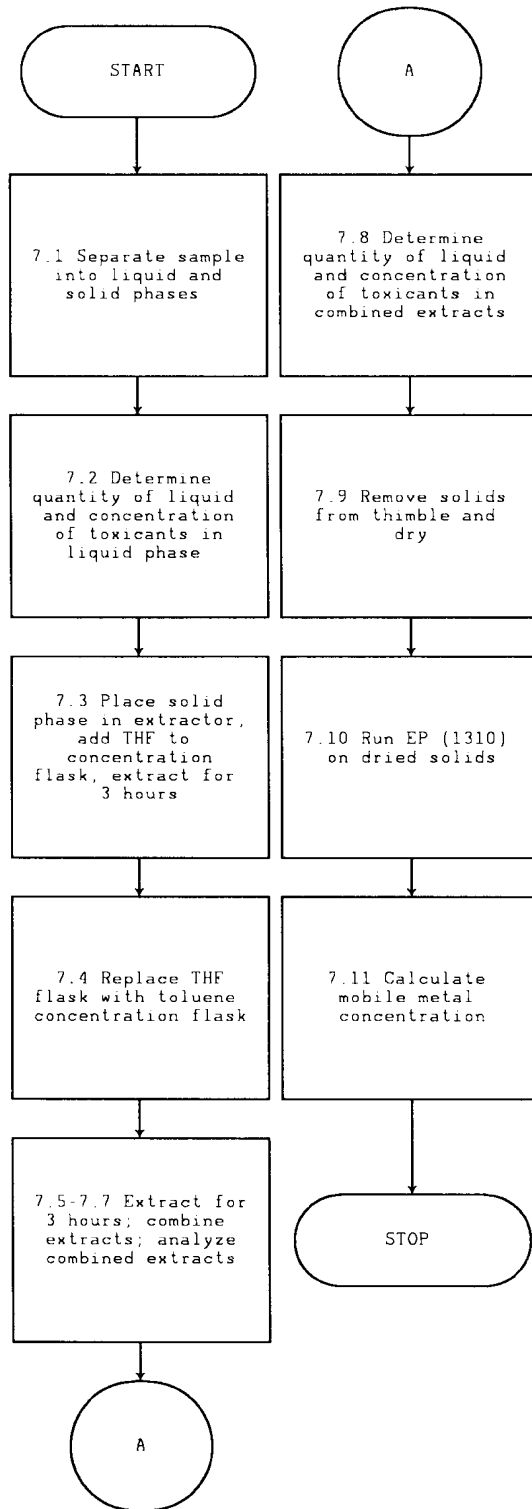 START
7.1 Separate sample
into liquid and
solid phases
7.2 Determine
quantity of liquid
and concentration
of toxicants in
liquid phase
7.3 Place solid
phase in extractor,
add THF to
concentration
flask, extract for
3 hours
7.4 Replace THF
flask with toluene
concentration flask
7.5-7.7 Extract for
3 hours; combine
extracts; analyze
combined extracts
A
A
7.8 Determine
quantity of liquid
and concentration
of toxicants in
combined extracts
7.9 Remove solids
from thimble and
dry
7.10 Run EP (1310)
on dried solids
7.11 Calculate
mobile metal
concentration
STOP